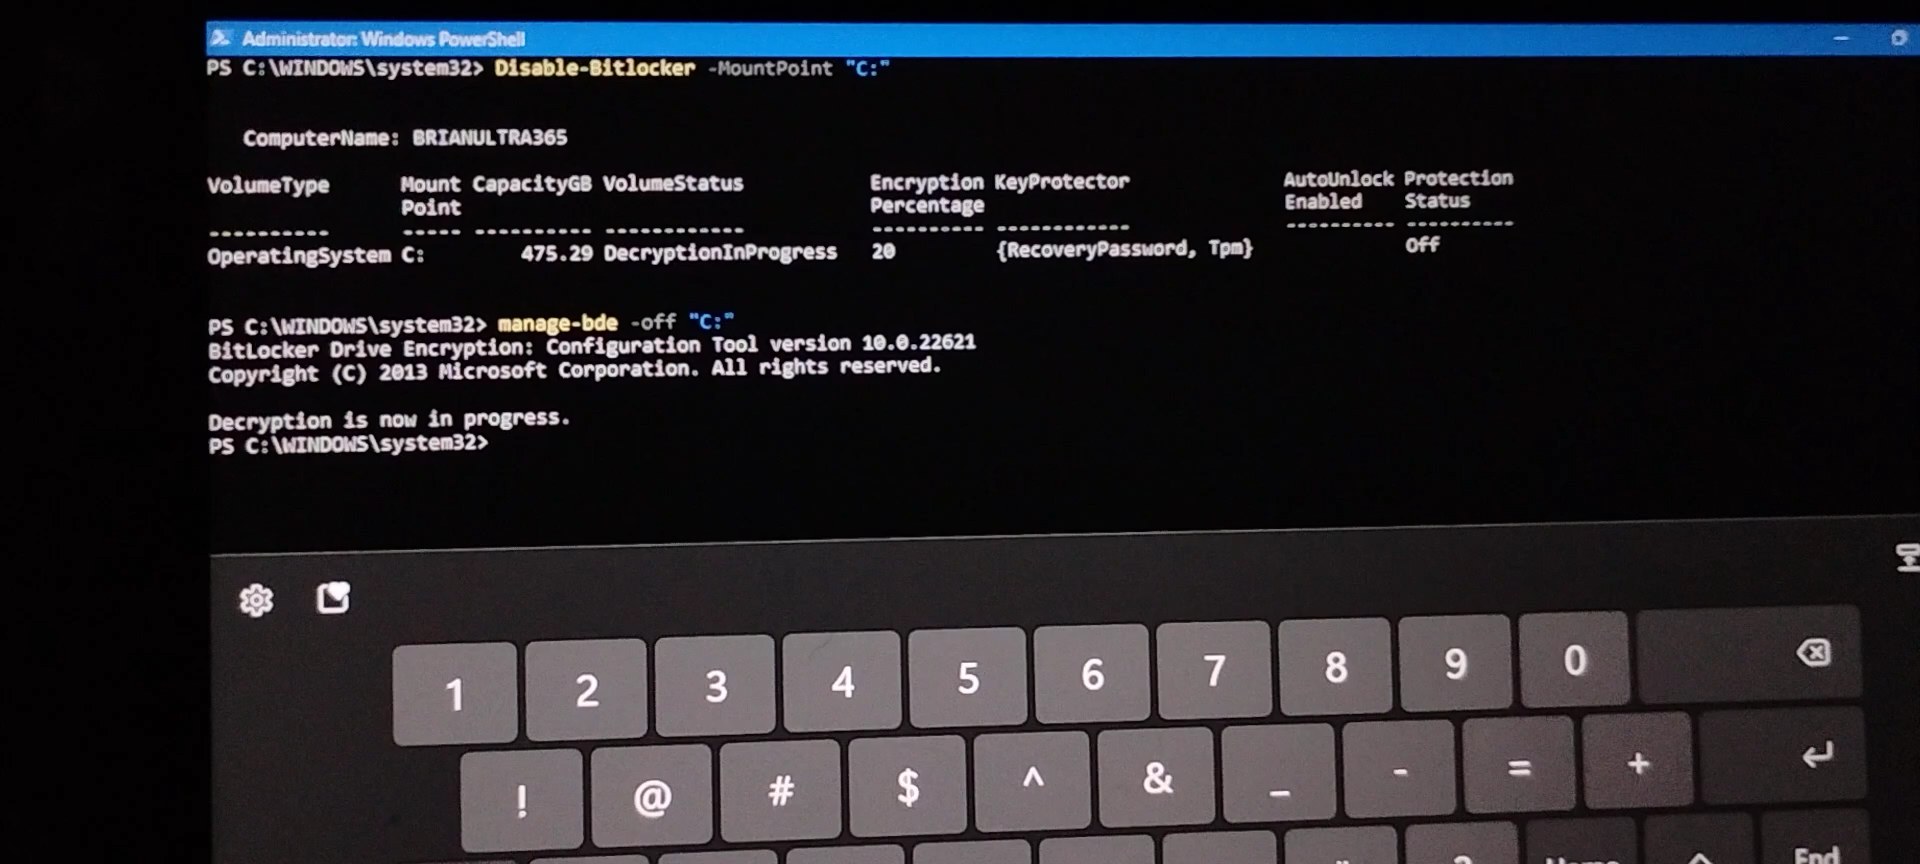 Administrator: Windows PowerShell
PS C:\WINDOWS\system32> Disable-Bitlocker -MountPoint "C:"
ComputerName: BRIANULTRA365
VolumeType Mount CapacityGB VolumeStatus Encryption KeyProtector AutoUnlock Protection
Point Percentage Enabled Status
---------- ----- ---------- ------------ ---------- ------------ ---------- ----------
OperatingSystem C: 475.29 DecryptionInProgress 20 {RecoveryPassword, Tpm} Off
PS C:\WINDOWS\system32> manage-bde -off "C:"
BitLocker Drive Encryption: Configuration Tool version 10.0.22621
Copyright (C) 2013 Microsoft Corporation. All rights reserved.
Decryption is now in progress.
PS C:\WINDOWS\system32>
1 2 3 4 5 6 7 8 9 0
! @ # $ ^ & _ - = +
End